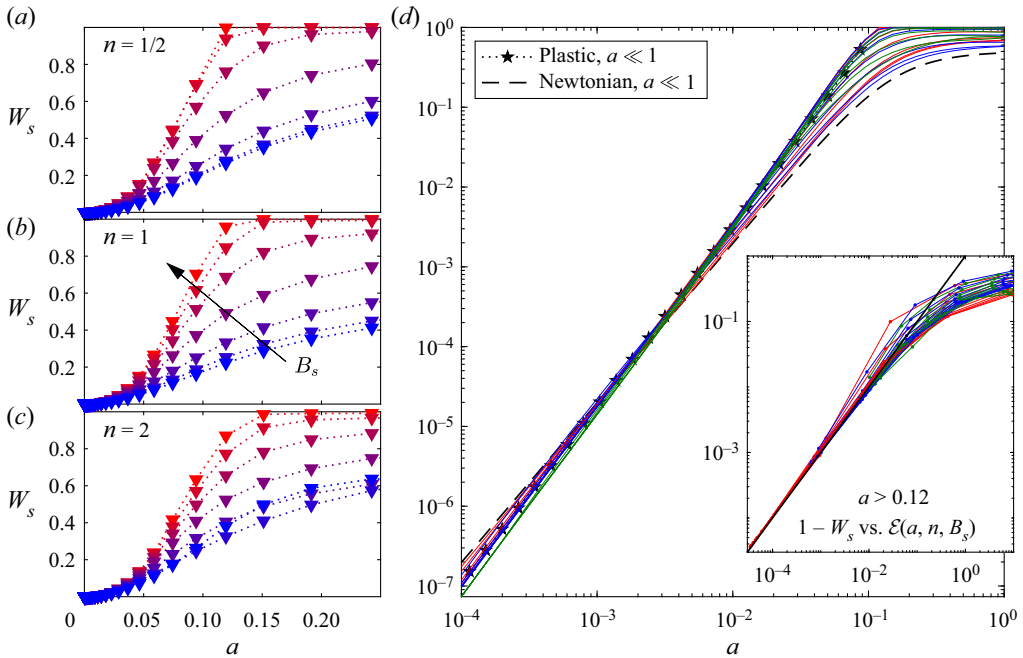 (a)
n = 1/2
0.8
0.6
0.4
0.2
W_s
(b)
n = 1
0.8
0.6
0.4
0.2
W_s
B_s
(c)
n = 2
0.8
0.6
0.4
0.2
W_s
0
0.05
0.10
0.15
0.20
a
(d)
Plastic, a ≪ 1
Newtonian, a ≪ 1
10^0
10^–1
10^–2
10^–3
10^–4
10^–5
10^–6
10^–7
10^–4
10^–3
10^–2
10^–1
10^0
a
10^–1
10^–3
a > 0.12
1 – W_s vs. ℰ(a, n, B_s)
10^–4
10^–2
10^0